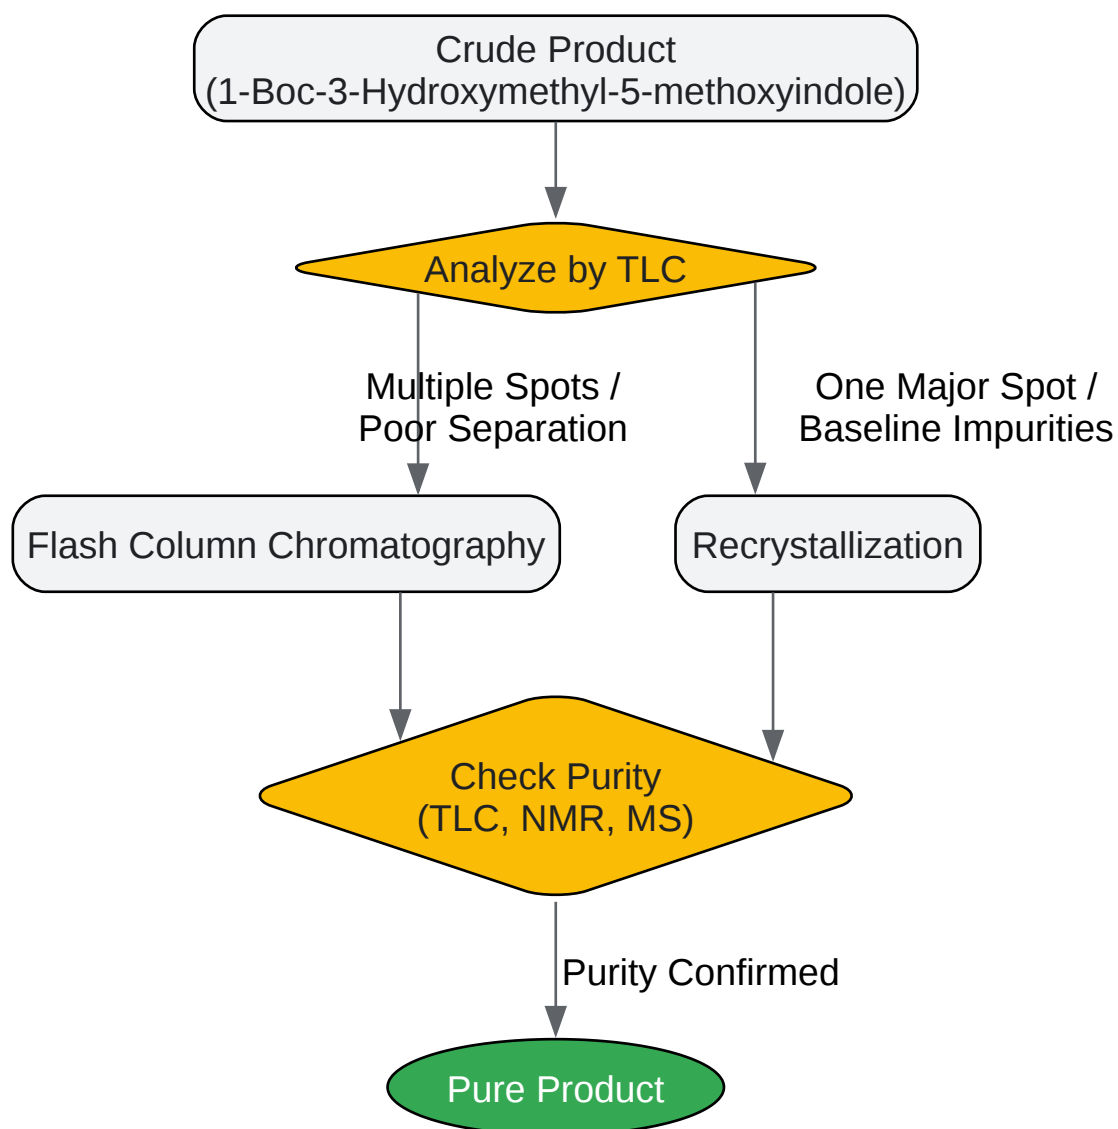 Crude Product
(1-Boc-3-Hydroxymethyl-5-methoxyindole)
Analyze by TLC
Multiple Spots /
Poor Separation
One Major Spot /
Baseline Impurities
Flash Column Chromatography
Recrystallization
Check Purity
(TLC, NMR, MS)
Purity Confirmed
Pure Product